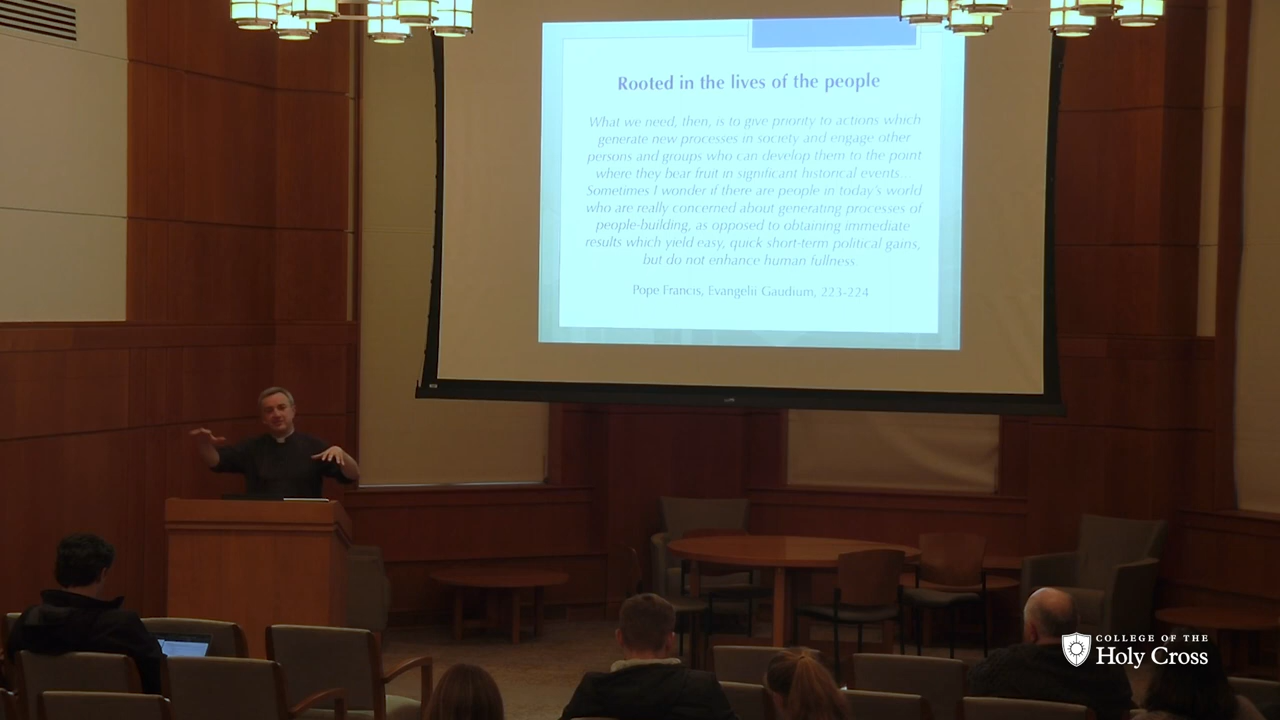 Rooted in the lives of the people
What we need, then, is to give priority to actions which
generate new processes in society and engage other
persons and groups who can develop them to the point
where they bear fruit in significant historical events...
Sometimes I wonder if there are people in today's world
who are really concerned about generating processes of
people-building, as opposed to obtaining immediate
results which yield easy, quick short-term political gains,
but do not enhance human fullness.
Pope Francis, Evangelii Gaudium, 223-224
COLLEGE OF THE
Holy Cross